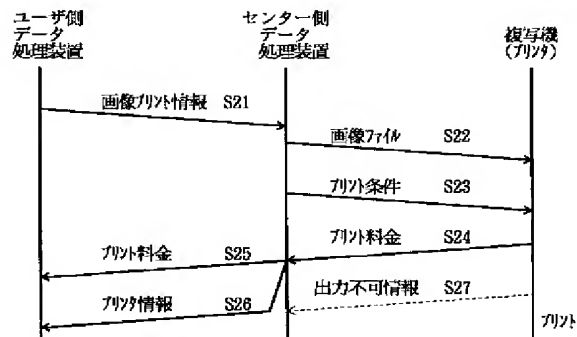 ユーザ側
データ
処理装置
センター側
データ
処理装置
複写機
(プリンタ)
画像プリント情報 S21
画像ファイル S22
プリント条件 S23
プリント料金 S24
プリント料金 S25
プリンタ情報 S26
出力不可情報 S27
プリント